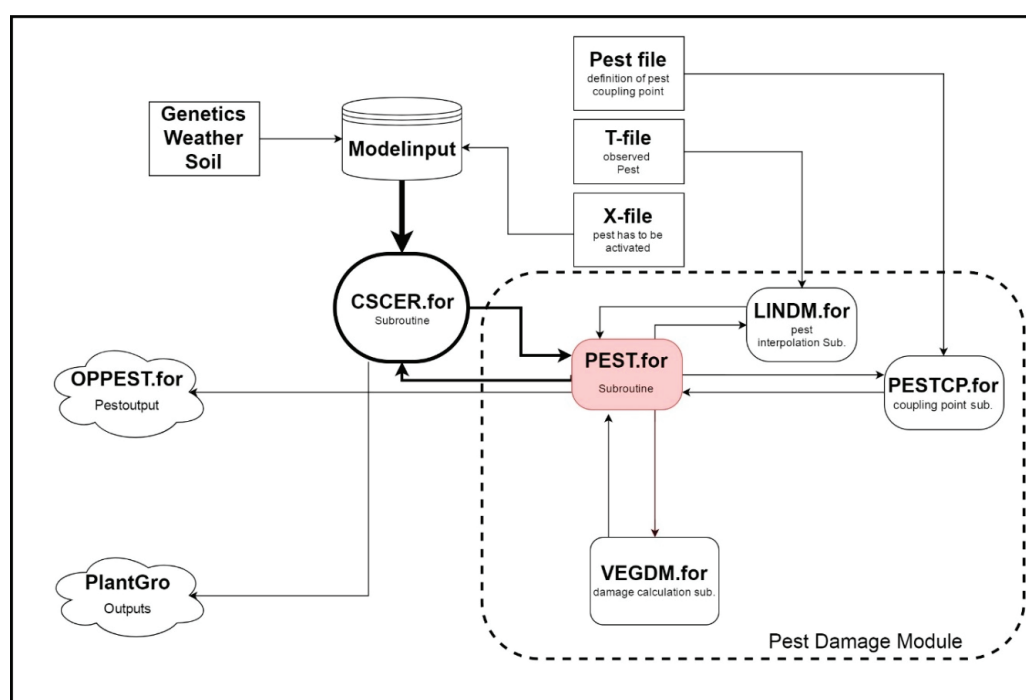 Pest file
definition of pest
coupling point
Genetics
Weather
Soil
Modelinput
T-file
observed
Pest
X-file
pest has to be
activated
CSCER.for
Subroutine
LINDM.for
pest
interpolation Sub.
PEST.for
Subroutine
OPPEST.for
Pestoutput
PESTCP.for
coupling point sub.
VEGDM.for
damage calculation sub.
PlantGro
Outputs
Pest Damage Module